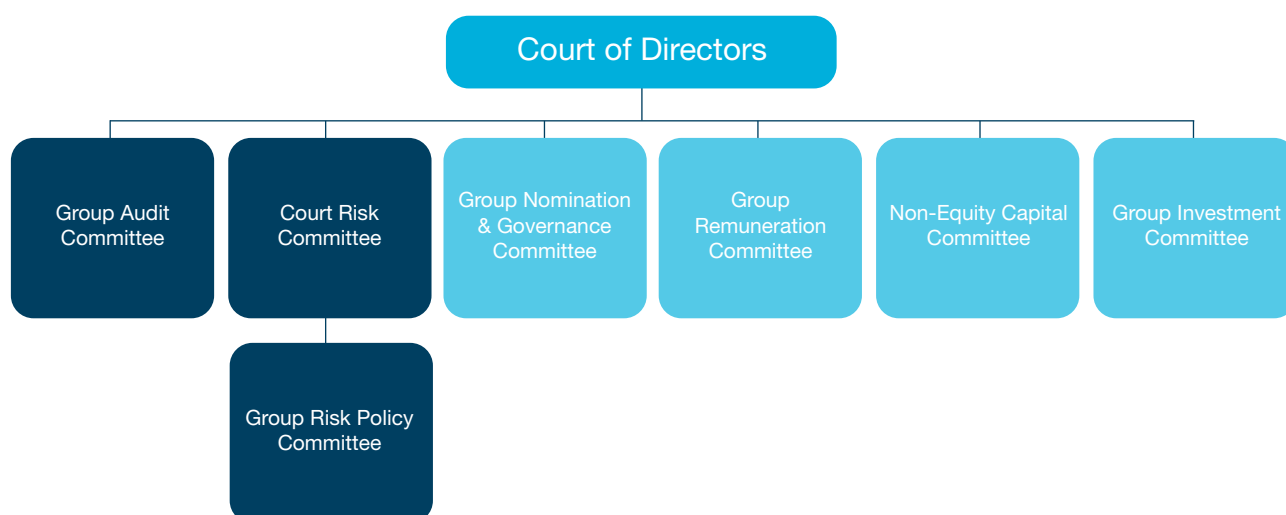 Court of Directors
Group Audit
Committee
Court Risk
Committee
Group Nomination
& Governance
Committee
Group
Remuneration
Committee
Non-Equity Capital
Committee
Group Investment
Committee
Group Risk Policy
Committee